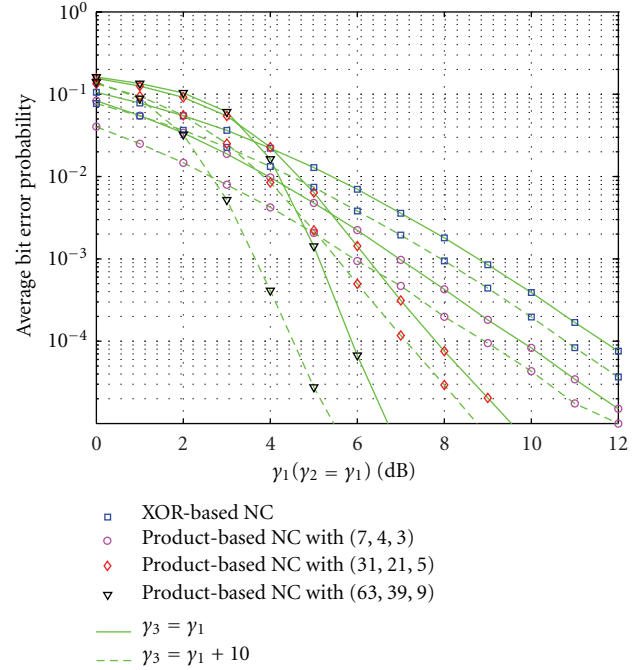 10⁰
10⁻¹
10⁻²
10⁻³
10⁻⁴
Average bit error probability
0 2 4 6 8 10 12
γ₁(γ₂ = γ₁) (dB)
XOR-based NC
Product-based NC with (7, 4, 3)
Product-based NC with (31, 21, 5)
Product-based NC with (63, 39, 9)
γ₃ = γ₁
γ₃ = γ₁ + 10